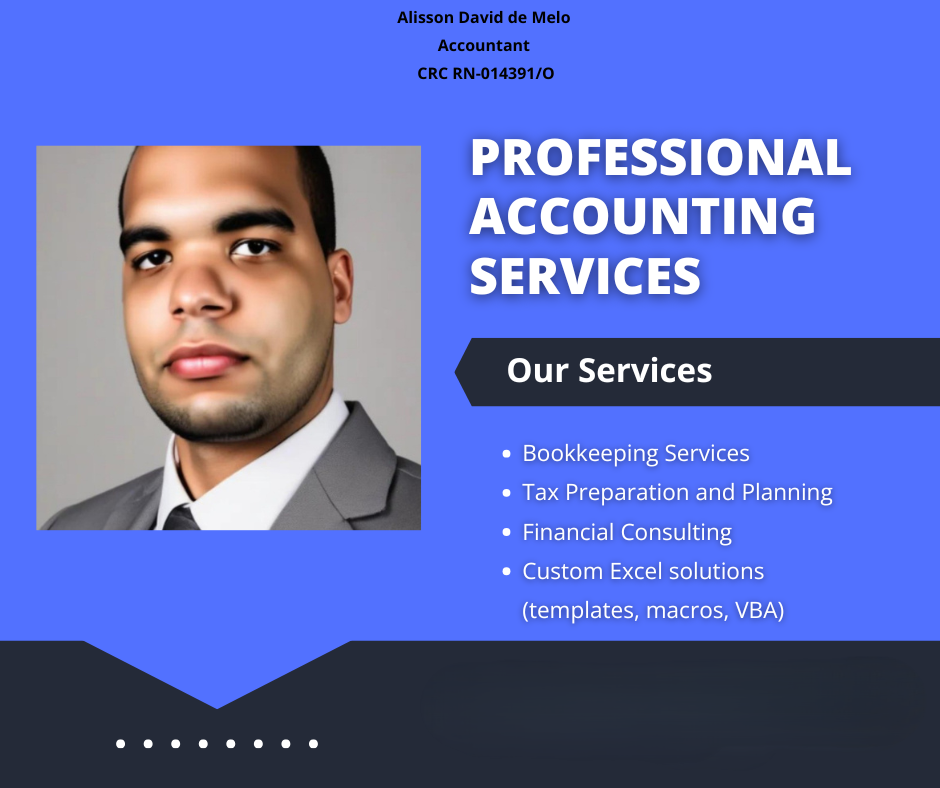 Alisson David de Melo
Accountant
CRC RN-014391/O
PROFESSIONAL
ACCOUNTING
SERVICES
Our Services
• Bookkeeping Services
• Tax Preparation and Planning
• Financial Consulting
• Custom Excel solutions
(templates, macros, VBA)